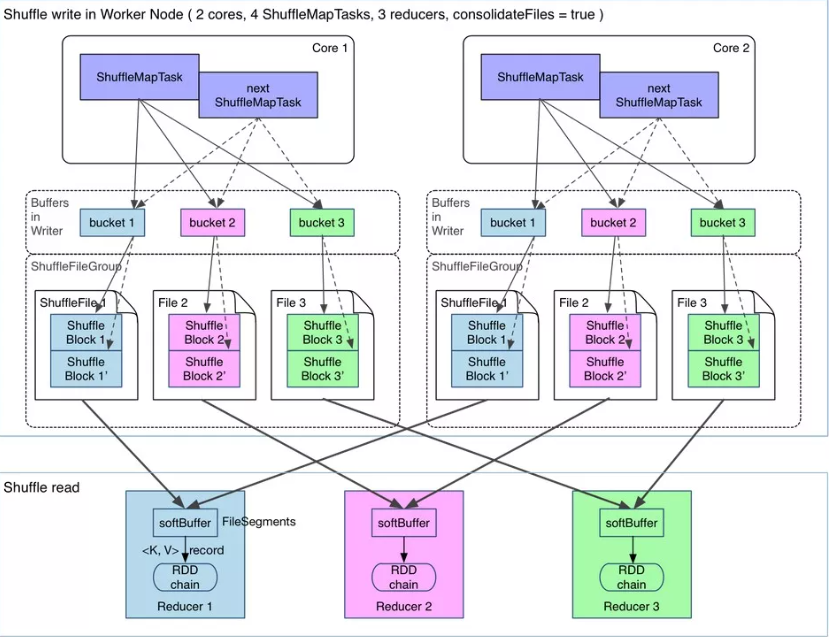 Shuffle write in Worker Node ( 2 cores, 4 ShuffleMapTasks, 3 reducers, consolidateFiles = true )
Core 1
ShuffleMapTask
next
ShuffleMapTask
Core 2
ShuffleMapTask
next
ShuffleMapTask
Buffers
in
Writer
bucket 1
bucket 2
bucket 3
Buffers
in
Writer
bucket 1
bucket 2
bucket 3
ShuffleFileGroup
ShuffleFile 1
Shuffle
Block 1
Shuffle
Block 1'
File 2
Shuffle
Block 2
Shuffle
Block 2'
File 3
Shuffle
Block 3
Shuffle
Block 3'
ShuffleFileGroup
ShuffleFile 1
Shuffle
Block 1
Shuffle
Block 1'
File 2
Shuffle
Block 2
Shuffle
Block 2'
File 3
Shuffle
Block 3
Shuffle
Block 3'
Shuffle read
softBuffer
FileSegments
<K, V> record
RDD
chain
Reducer 1
softBuffer
RDD
chain
Reducer 2
softBuffer
RDD
chain
Reducer 3